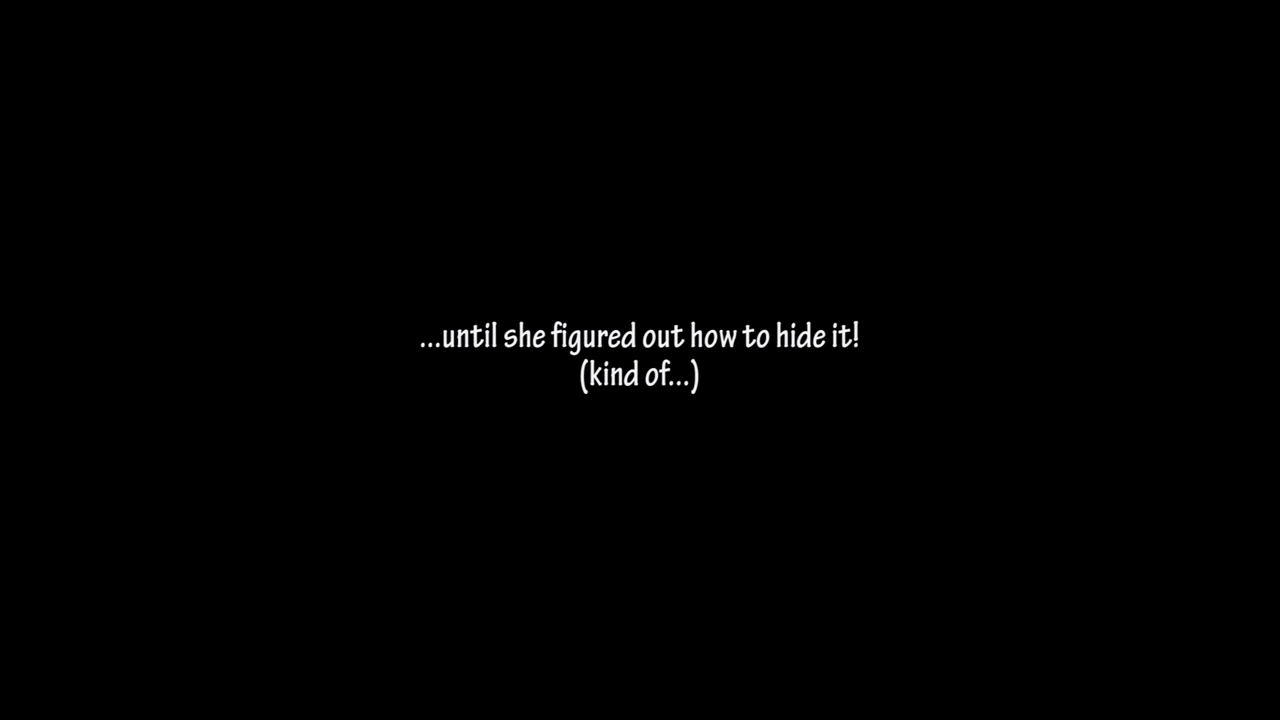 ...until she figured out how to hide it!
(kind of...)